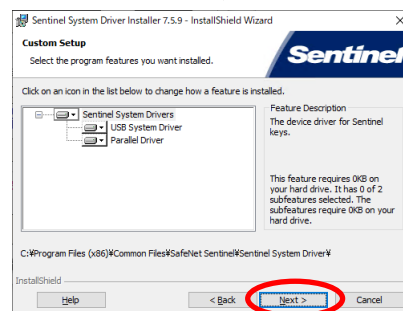 Sentinel System Driver Installer 7.5.9 - InstallShield Wizard
Custom Setup
Select the program features you want installed.
Sentinel
Click on an icon in the list below to change how a feature is installed.
Sentinel System Drivers
USB System Driver
Parallel Driver
Feature Description
The device driver for Sentinel
keys.
This feature requires 0KB on
your hard drive. It has 0 of 2
subfeatures selected. The
subfeatures require 0KB on your
hard drive.
C:¥Program Files (x86)¥Common Files¥SafeNet Sentinel¥Sentinel System Driver¥
InstallShield
Help
< Back
Next >
Cancel